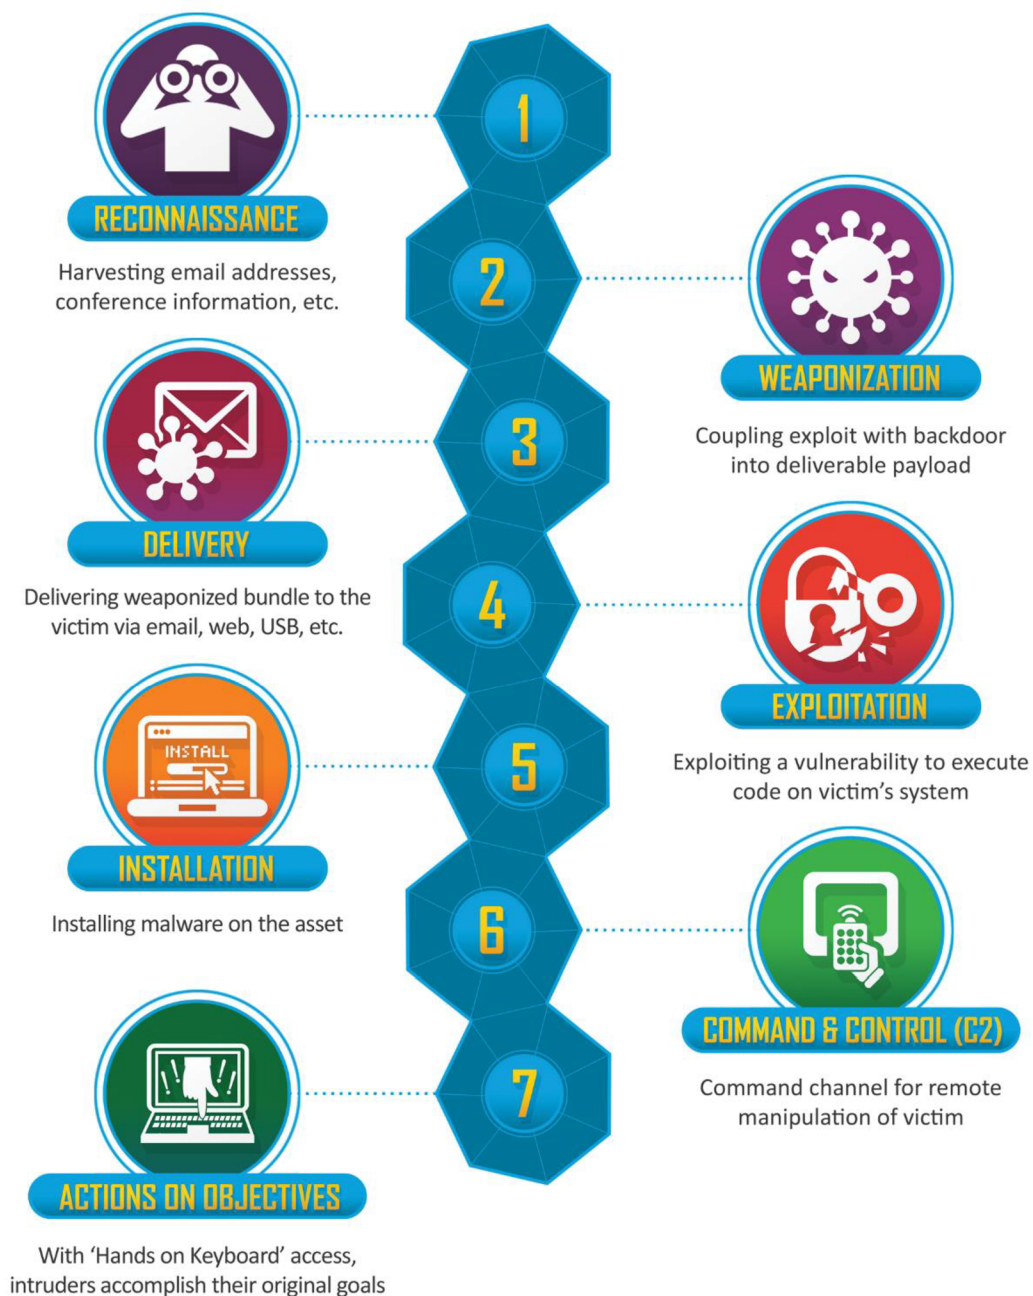 1
RECONNAISSANCE
Harvesting email addresses,
conference information, etc.
2
WEAPONIZATION
Coupling exploit with backdoor
into deliverable payload
3
DELIVERY
Delivering weaponized bundle to the
victim via email, web, USB, etc.
4
EXPLOITATION
Exploiting a vulnerability to execute
code on victim’s system
5
INSTALL
INSTALLATION
Installing malware on the asset
6
COMMAND & CONTROL (C2)
Command channel for remote
manipulation of victim
7
ACTIONS ON OBJECTIVES
With ‘Hands on Keyboard’ access,
intruders accomplish their original goals